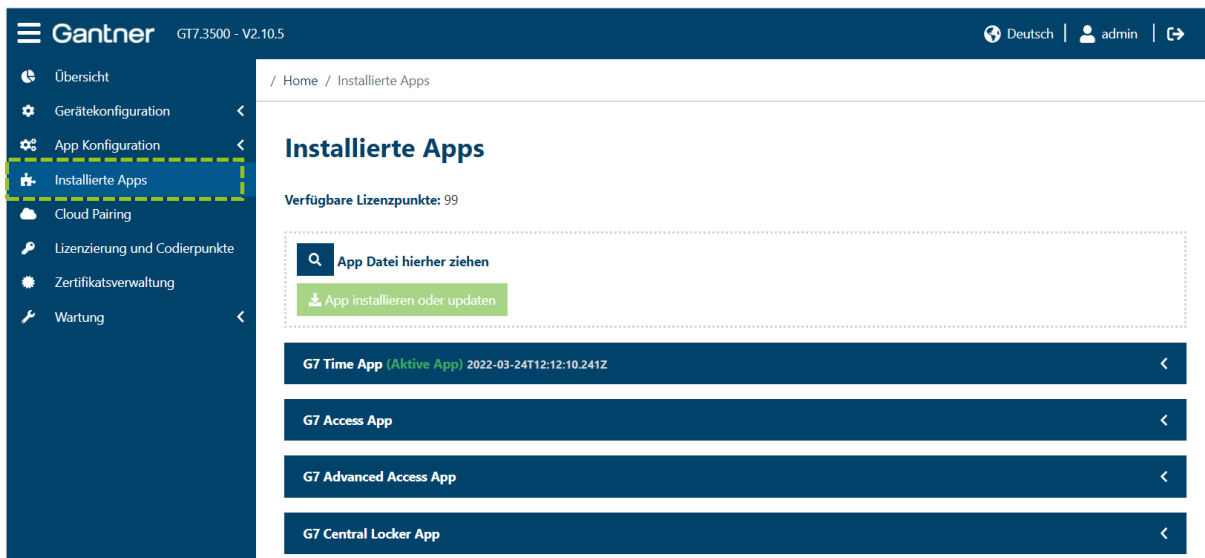 Gantner GT7.3500 - V2.10.5 Deutsch | admin |
Übersicht
Gerätekonfiguration
App Konfiguration
Installierte Apps
Cloud Pairing
Lizenzierung und Codierpunkte
Zertifikatsverwaltung
Wartung
/ Home / Installierte Apps
Installierte Apps
Verfügbare Lizenzpunkte: 99
App Datei hierher ziehen
App installieren oder updaten
G7 Time App (Aktive App) 2022-03-24T12:12:10.241Z
G7 Access App
G7 Advanced Access App
G7 Central Locker App